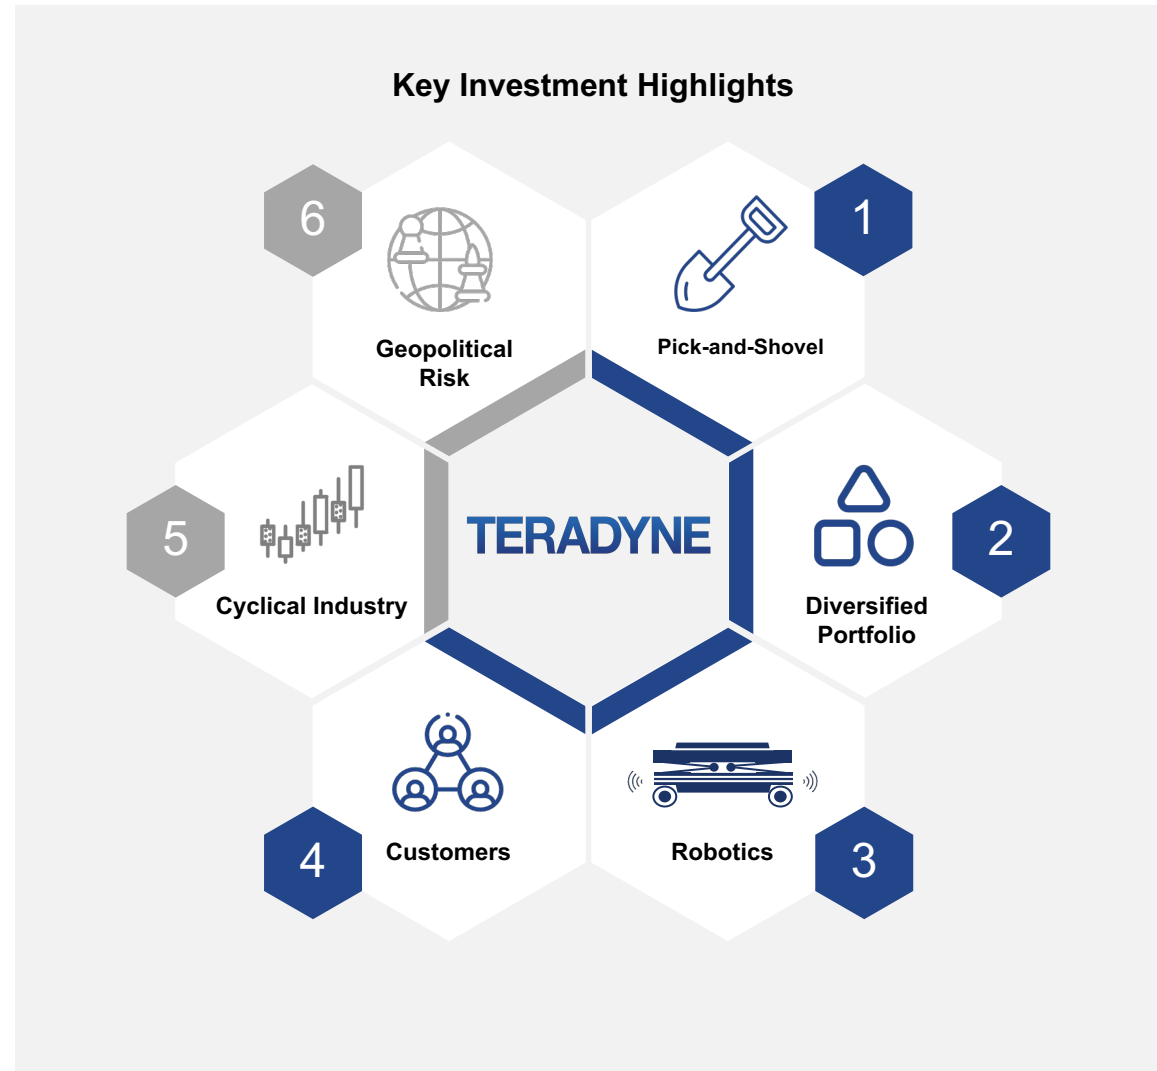 Key Investment Highlights
1
Pick-and-Shovel
2
Diversified
Portfolio
3
Robotics
4
Customers
5
Cyclical Industry
6
Geopolitical
Risk
TERADYNE